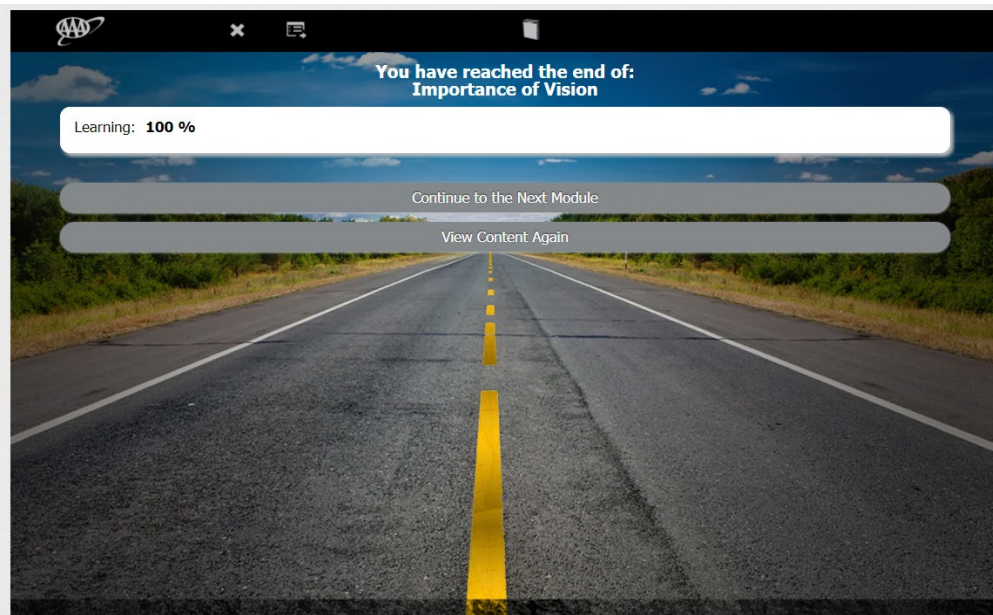 AAA
You have reached the end of:
Importance of Vision
Learning: 100 %
Continue to the Next Module
View Content Again